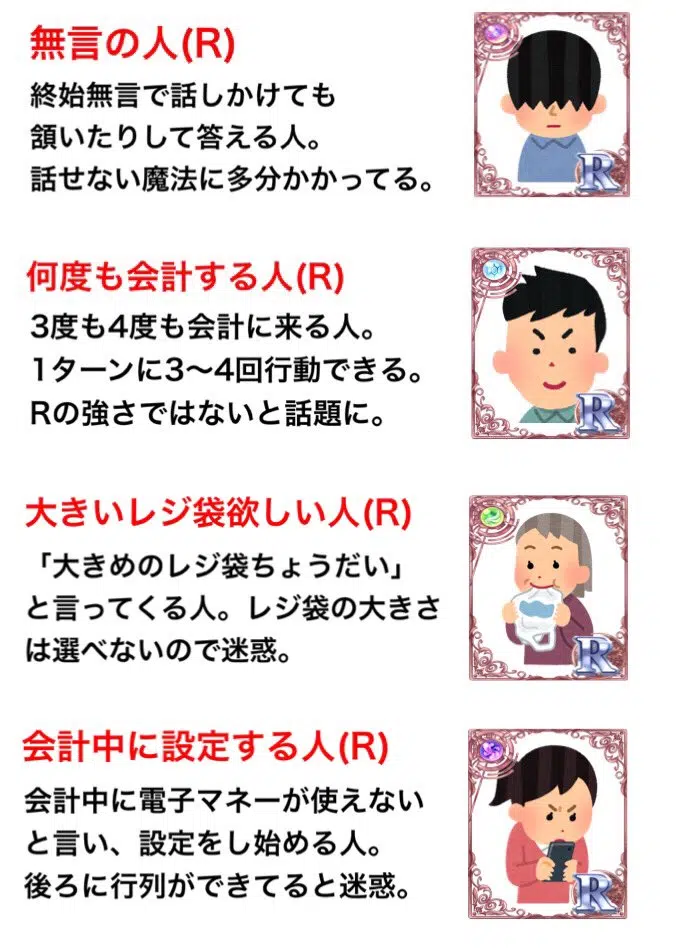 無言の人(R)
終始無言で話しかけても
頷いたりして答える人。
話せない魔法に多分かかってる。
R
何度も会計する人(R)
3度も4度も会計に来る人。
1ターンに3〜4回行動できる。
Rの強さではないと話題に。
R
大きいレジ袋欲しい人(R)
「大きめのレジ袋ちょうだい」
と言ってくる人。レジ袋の大きさ
は選べないので迷惑。
R
会計中に設定する人(R)
会計中に電子マネーが使えない
と言い、設定をし始める人。
後ろに行列ができてると迷惑。
R